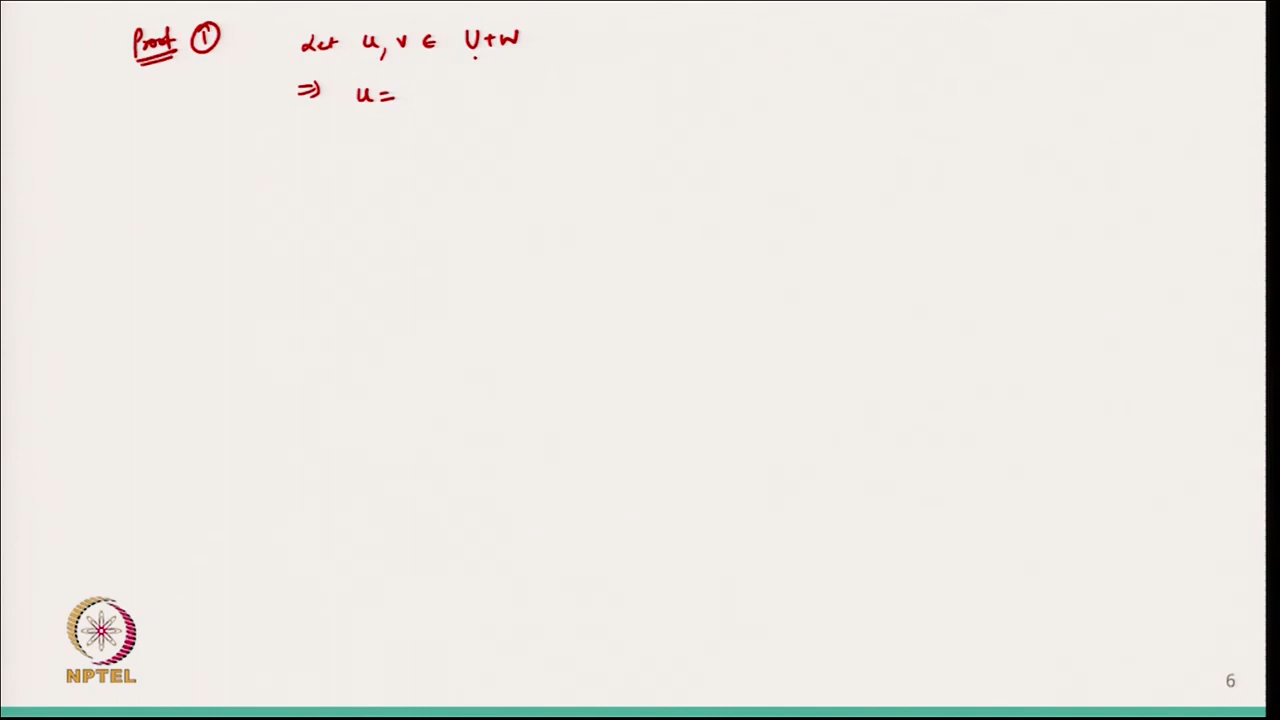 Proof ① Let u, v ∈ U+W
⇒ u=
NPTEL
6